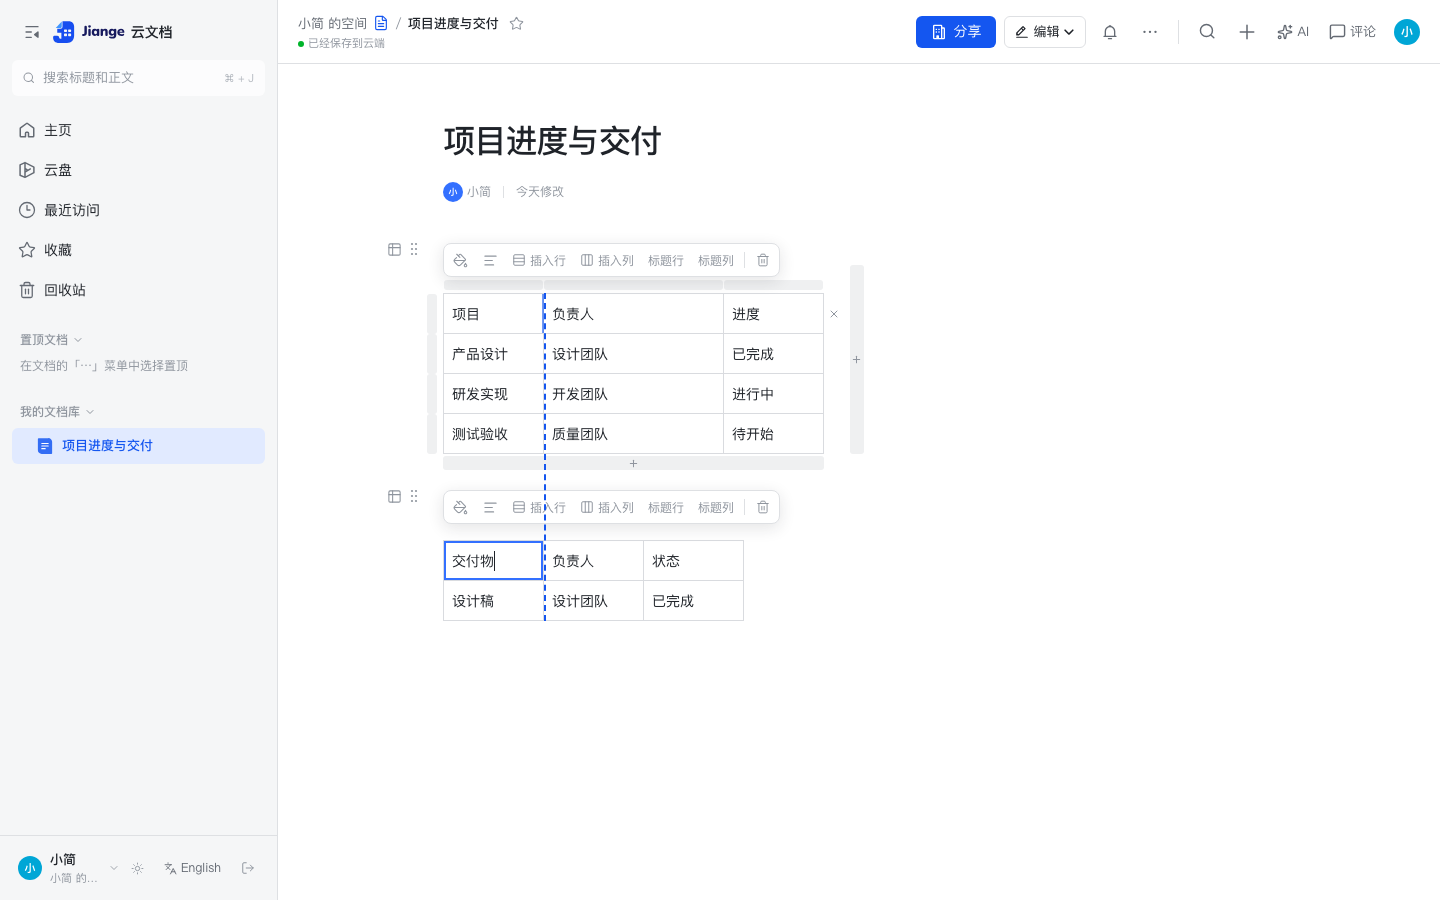 Jiange 云文档
搜索标题和正文 ⌘ + J
主页
云盘
最近访问
收藏
回收站
置顶文档
在文档的「···」菜单中选择置顶
我的文档库
项目进度与交付
小 小简
小简 的...
English
小简 的空间 / 项目进度与交付
已经保存到云端
分享 编辑 AI 评论 小
项目进度与交付
小 小简 今天修改
插入行 插入列 标题行 标题列
项目 负责人 进度
产品设计 设计团队 已完成
研发实现 开发团队 进行中
测试验收 质量团队 待开始
插入行 插入列 标题行 标题列
交付物 负责人 状态
设计稿 设计团队 已完成